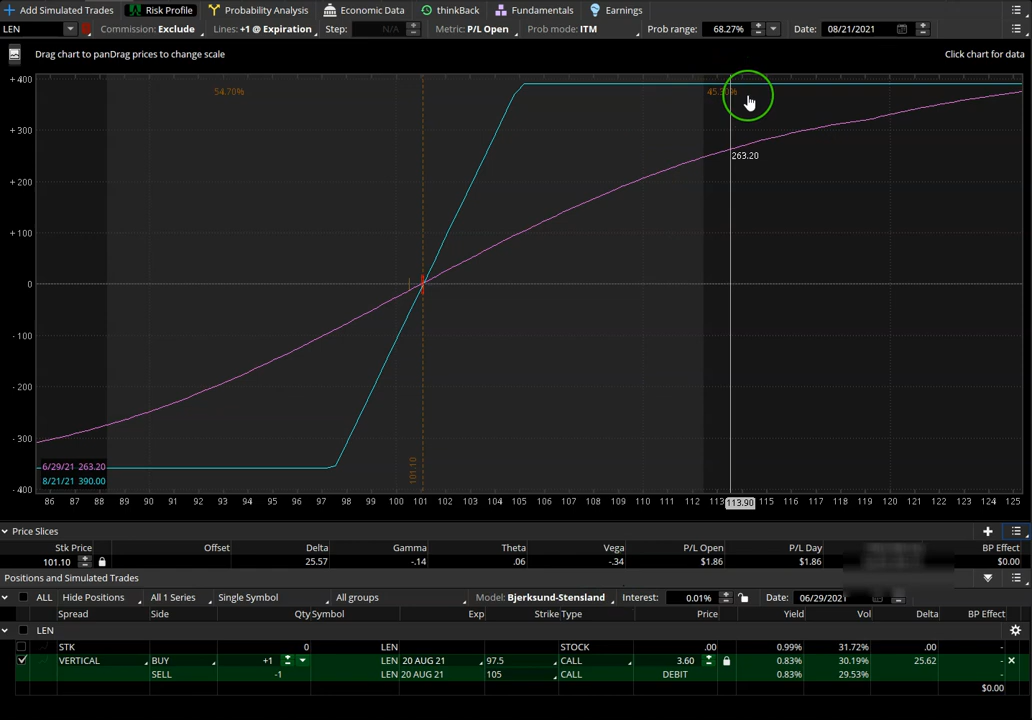 Add Simulated Trades Risk Profile Probability Analysis Economic Data thinkBack Fundamentals Earnings
LEN Commission: Exclude Lines: +1 @ Expiration Step: N/A Metric: P/L Open Prob mode: ITM Prob range: 68.27% Date: 08/21/2021
Drag chart to panDrag prices to change scale Click chart for data
+ 400
54.70%
+ 300
263.20
+ 200
+ 100
0
- 100
- 200
- 300
101.10
6/29/21 263.20
8/21/21 390.00
- 400
86 87 88 89 90 91 92 93 94 95 96 97 98 99 100 101 102 103 104 105 106 107 108 109 110 111 112 113 113.90 115 116 117 118 119 120 121 122 123 124 125
Price Slices
Stk Price Offset Delta Gamma Theta Vega P/L Open P/L Day BP Effect
101.10 25.57 -.14 .06 -.34 $1.86 $1.86 $0.00
Positions and Simulated Trades
ALL Hide Positions All 1 Series Single Symbol All groups Model: Bjerksund-Stensland Interest: 0.01% Date: 06/29/2021
Spread Side Qty Symbol Exp Strike Type Price Yield Vol Delta BP Effect
LEN
STK 0 LEN STOCK .00 0.99% 31.72% .00 -
VERTICAL BUY +1 LEN 20 AUG 21 97.5 CALL 3.60 0.83% 30.19% 25.62 -
SELL -1 LEN 20 AUG 21 105 CALL DEBIT 0.83% 29.53% -
$0.00